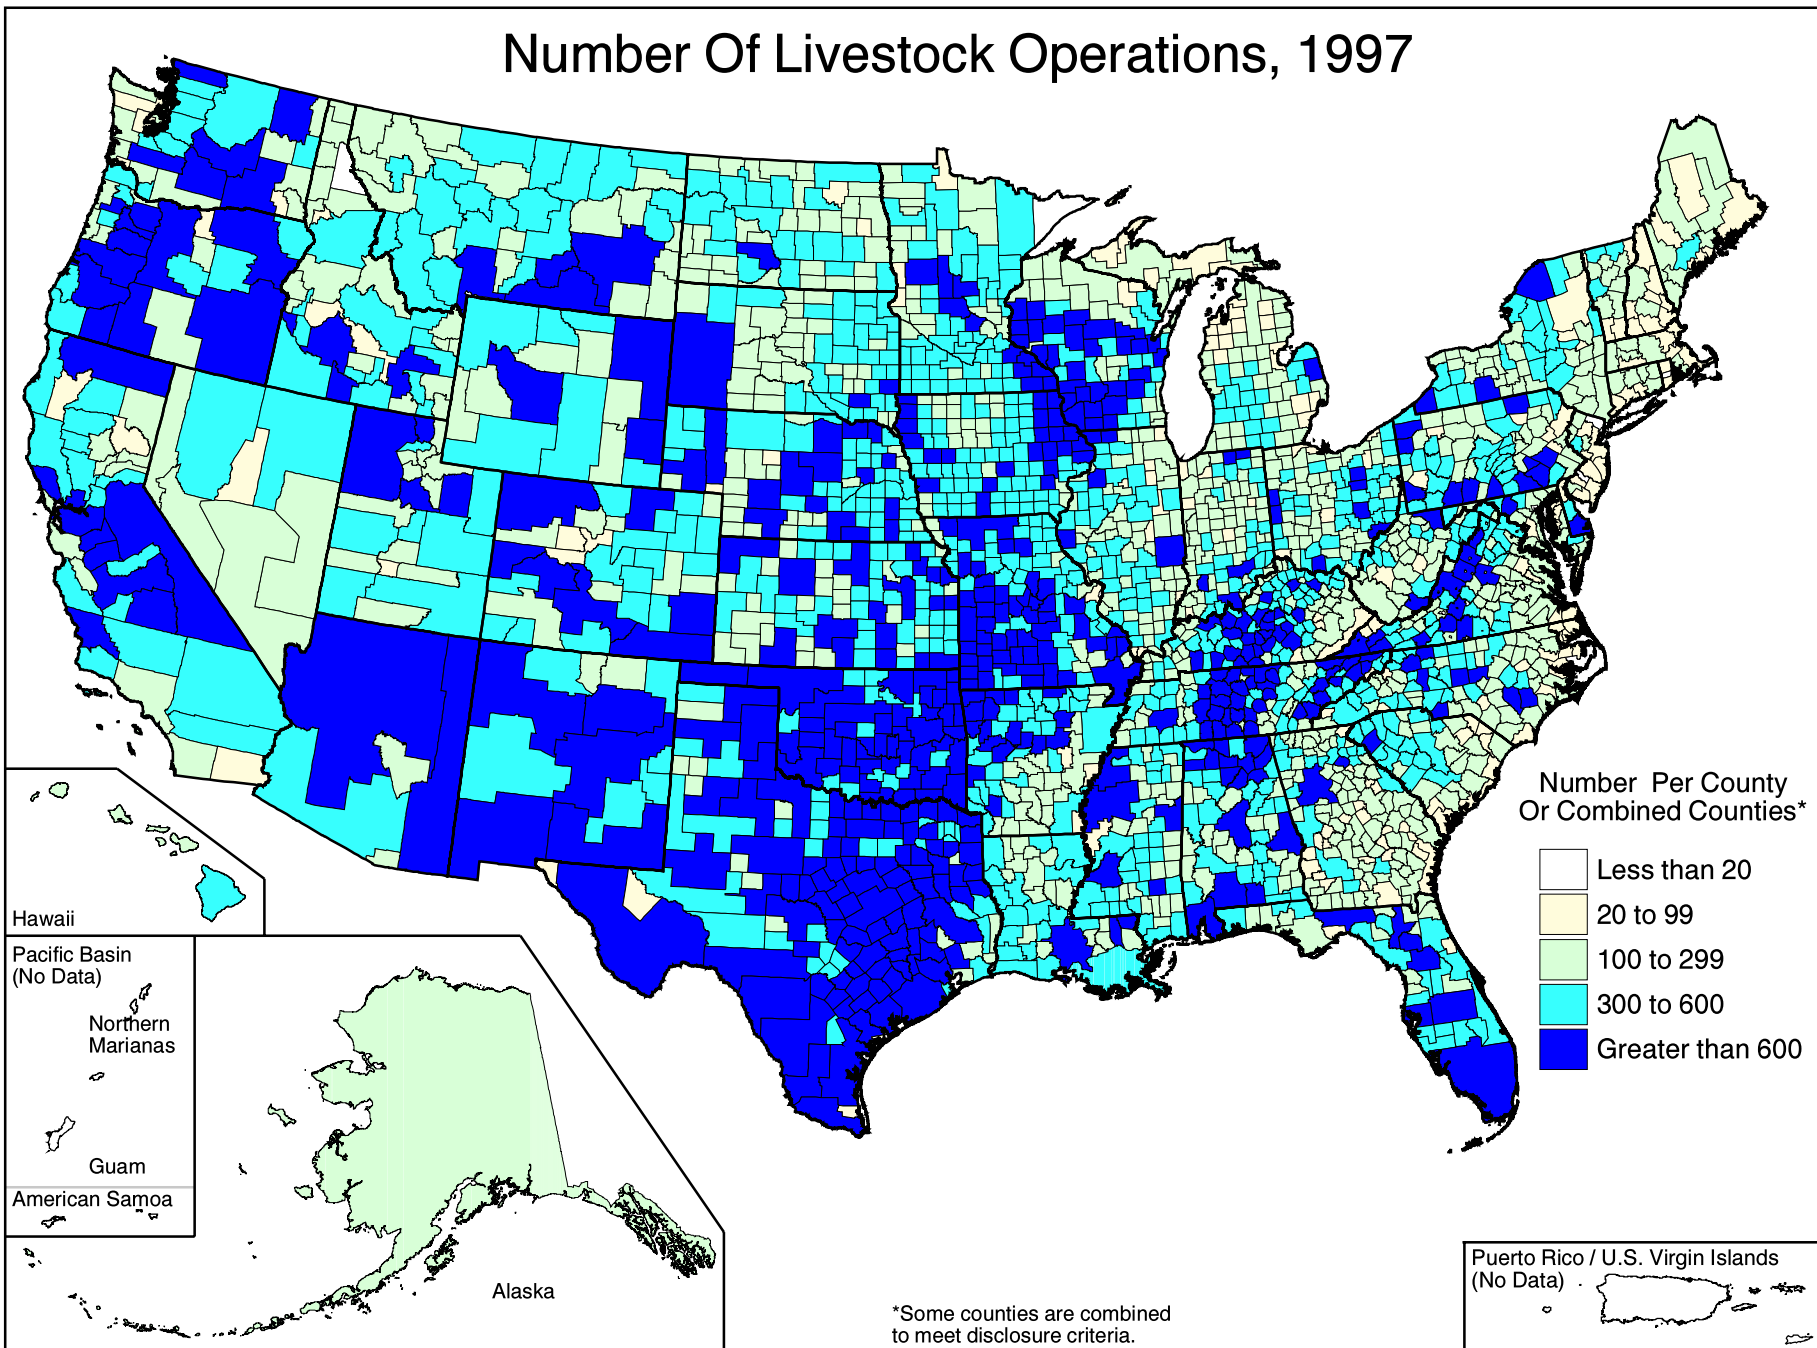 Number Of Livestock Operations, 1997
Number Per County
Or Combined Counties*
Less than 20
20 to 99
100 to 299
300 to 600
Greater than 600
Hawaii
Pacific Basin
(No Data)
Northern
Marianas
Guam
American Samoa
Alaska
*Some counties are combined
to meet disclosure criteria.
Puerto Rico / U.S. Virgin Islands
(No Data)